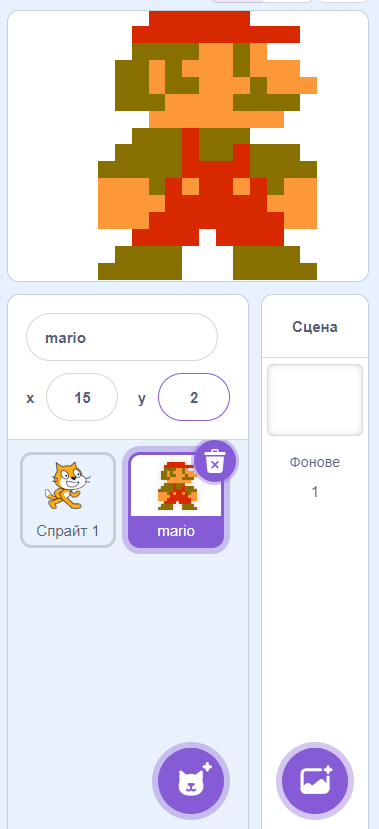 mario
Сцена
x 15 y 2
Фонове
1
Спрайт 1
mario